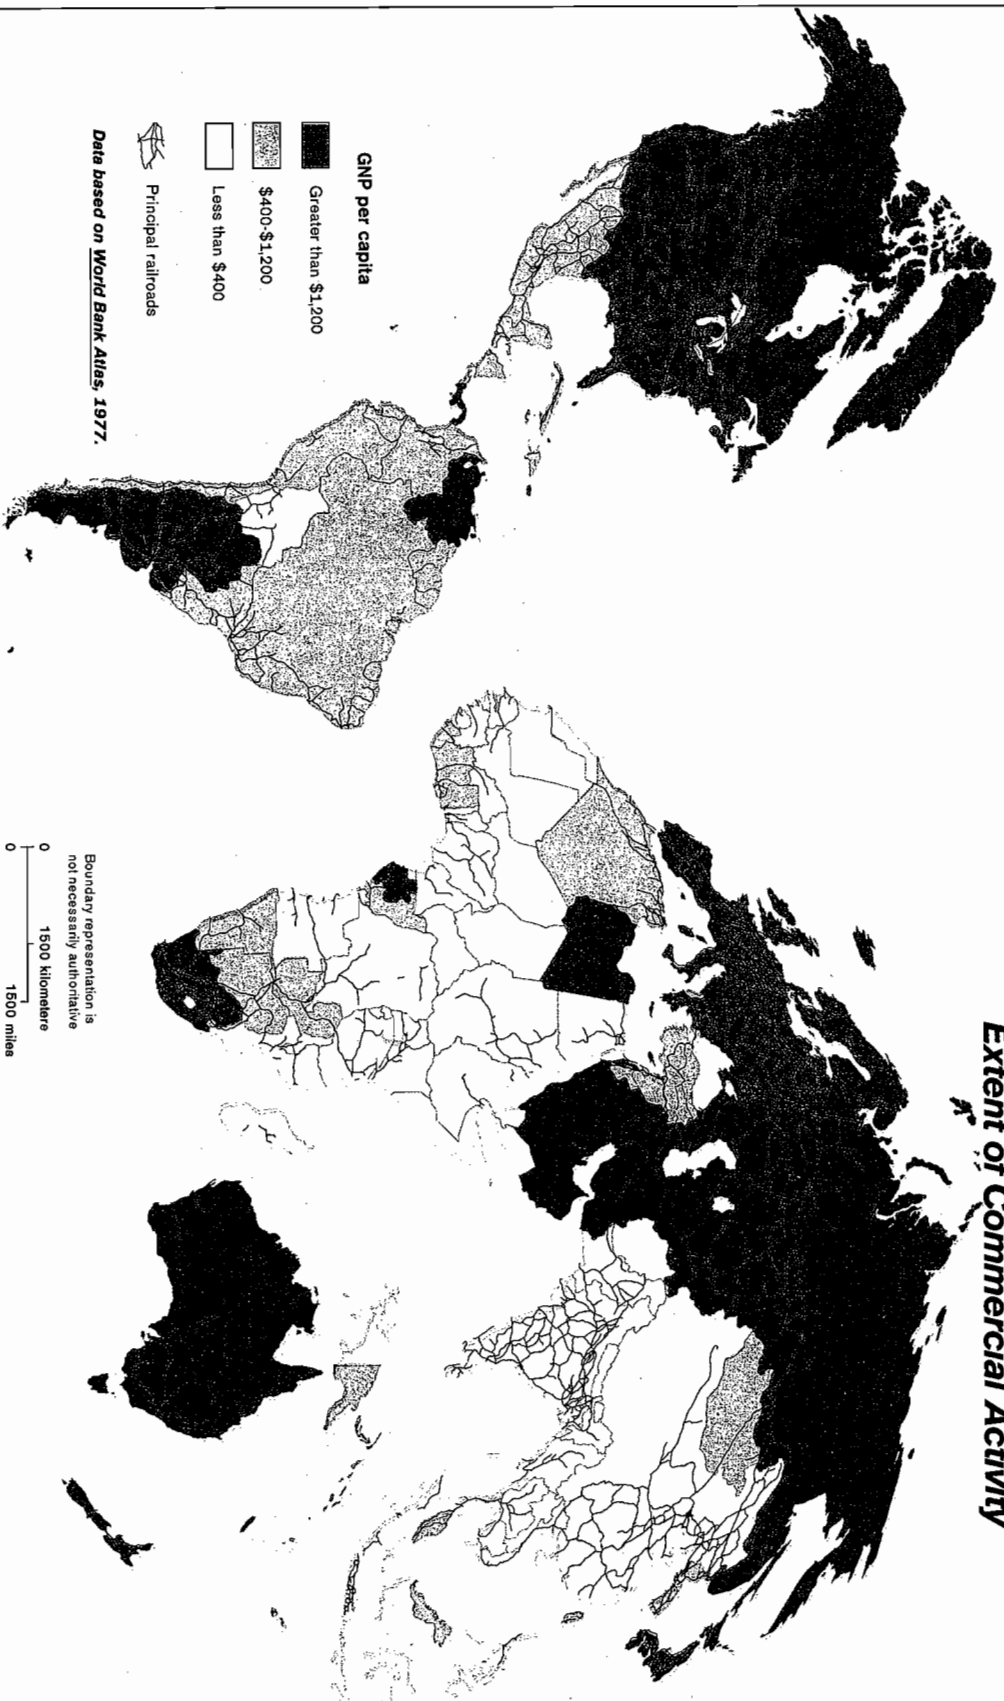 Extent of Commercial Activity
GNP per capita
Greater than $1,200
$400-$1,200
Less than $400
Principal railroads
Data based on World Bank Atlas, 1977.
Boundary representation is
not necessarily authoritative
0 1500 kilometere
0 1500 miles